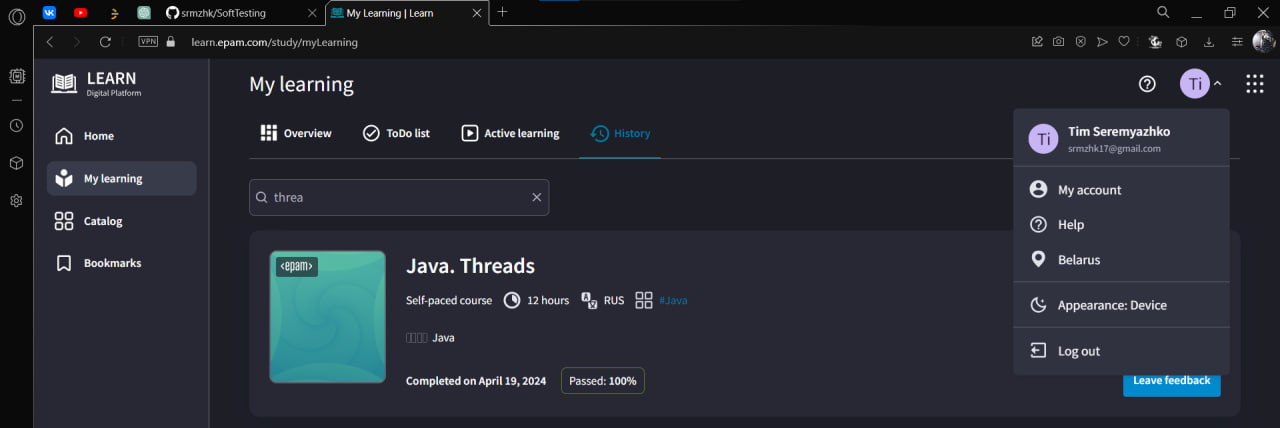 srmzhk/SoftTesting
My Learning | Learn
VPN
learn.epam.com/study/myLearning
LEARN
Digital Platform
My learning
Ti
Home
My learning
Catalog
Bookmarks
Overview
ToDo list
Active learning
History
threa
Ti
Tim Seremyazhko
srmzhk17@gmail.com
My account
Help
Belarus
Appearance: Device
Log out
<epam>
Java. Threads
Self-paced course
12 hours
RUS
#Java
Java
Completed on April 19, 2024
Passed: 100%
Leave feedback